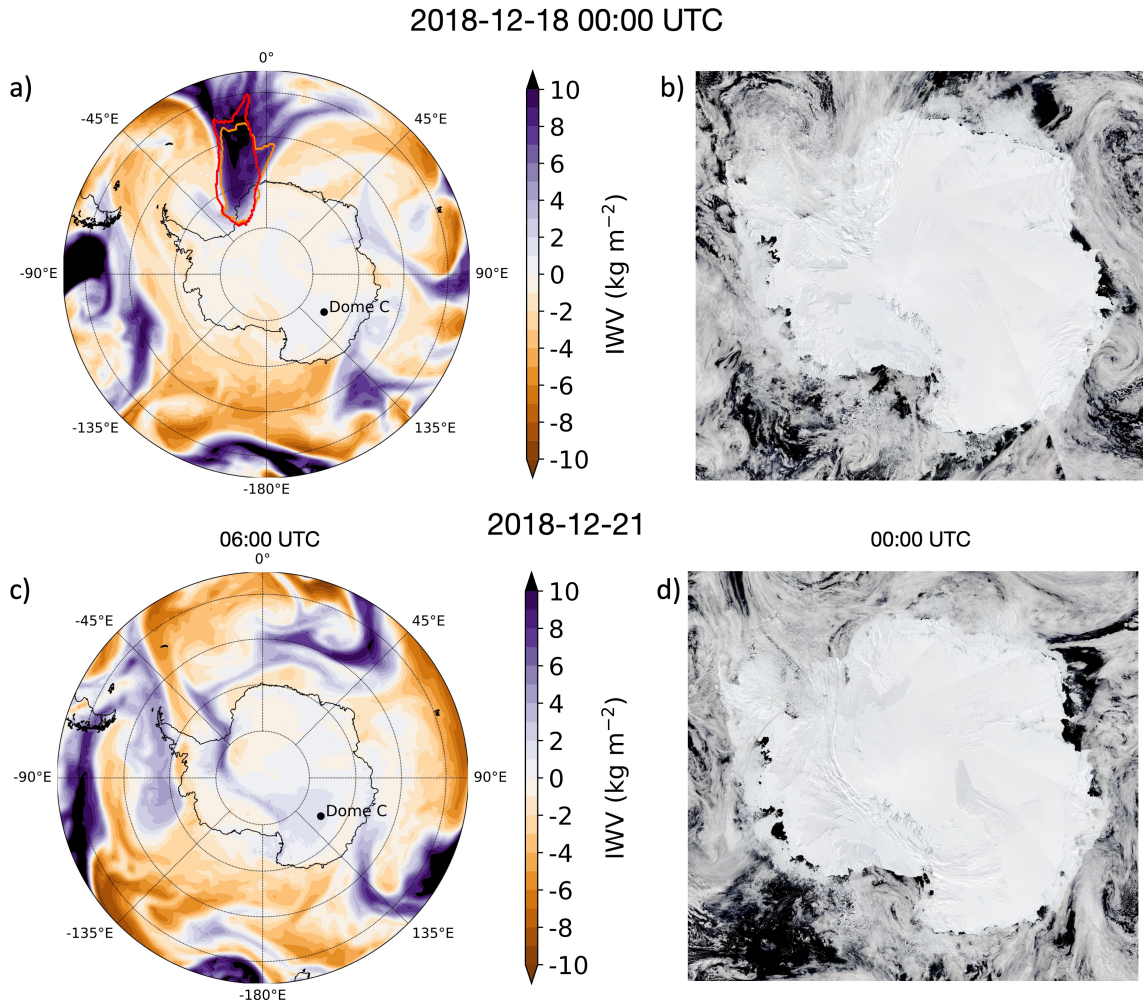 2018-12-18 00:00 UTC
a)
0°
-45°E
45°E
-90°E
90°E
-135°E
135°E
-180°E
Dome C
10
8
6
4
2
0
-2
-4
-6
-8
-10
IWV (kg m−2)
b)
2018-12-21
06:00 UTC
00:00 UTC
c)
0°
-45°E
45°E
-90°E
90°E
-135°E
135°E
-180°E
Dome C
10
8
6
4
2
0
-2
-4
-6
-8
-10
IWV (kg m−2)
d)